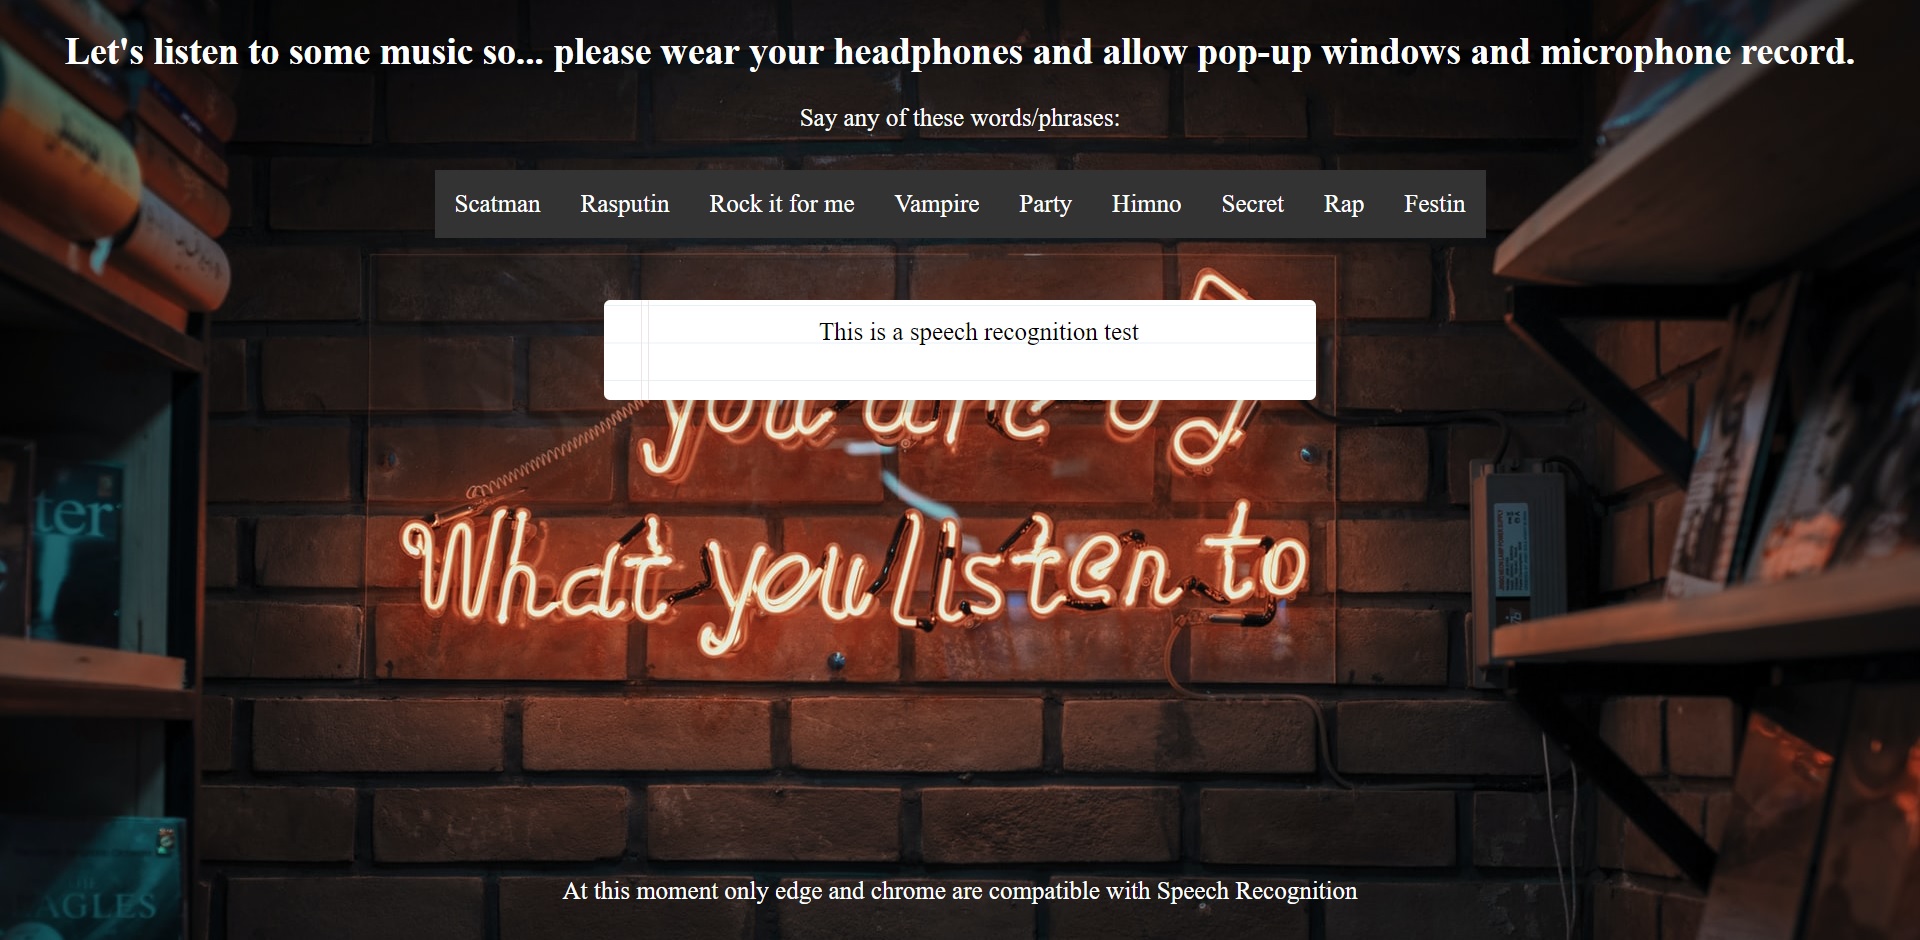 Let's listen to some music so... please wear your headphones and allow pop-up windows and microphone record.
Say any of these words/phrases:
Scatman Rasputin Rock it for me Vampire Party Himno Secret Rap Festin
This is a speech recognition test
you are
What you listen to
ter
AGLES
At this moment only edge and chrome are compatible with Speech Recognition